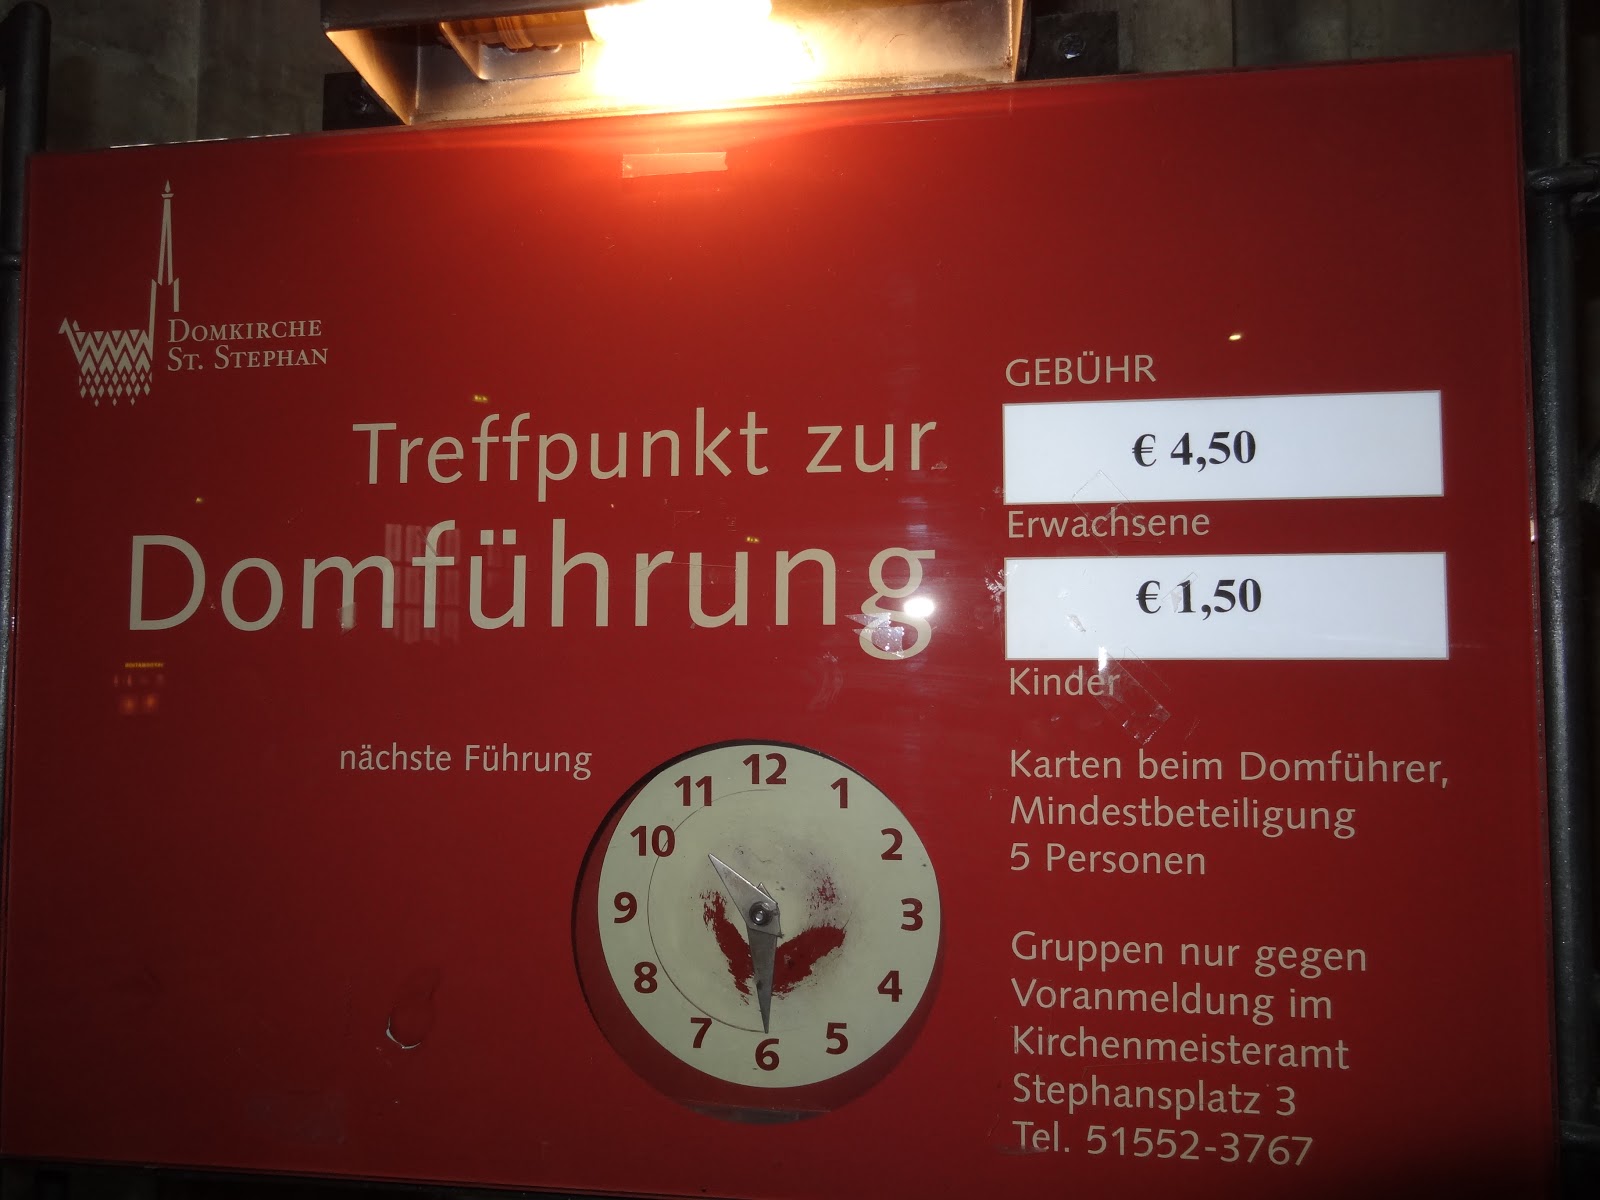 DOMKIRCHE
ST. STEPHAN
Treffpunkt zur
Domführung
nächste Führung
12
1
2
3
4
5
6
7
8
9
10
11
GEBÜHR
€ 4,50
Erwachsene
€ 1,50
Kinder
Karten beim Domführer,
Mindestbeteiligung
5 Personen
Gruppen nur gegen
Voranmeldung im
Kirchenmeisteramt
Stephansplatz 3
Tel. 51552-3767